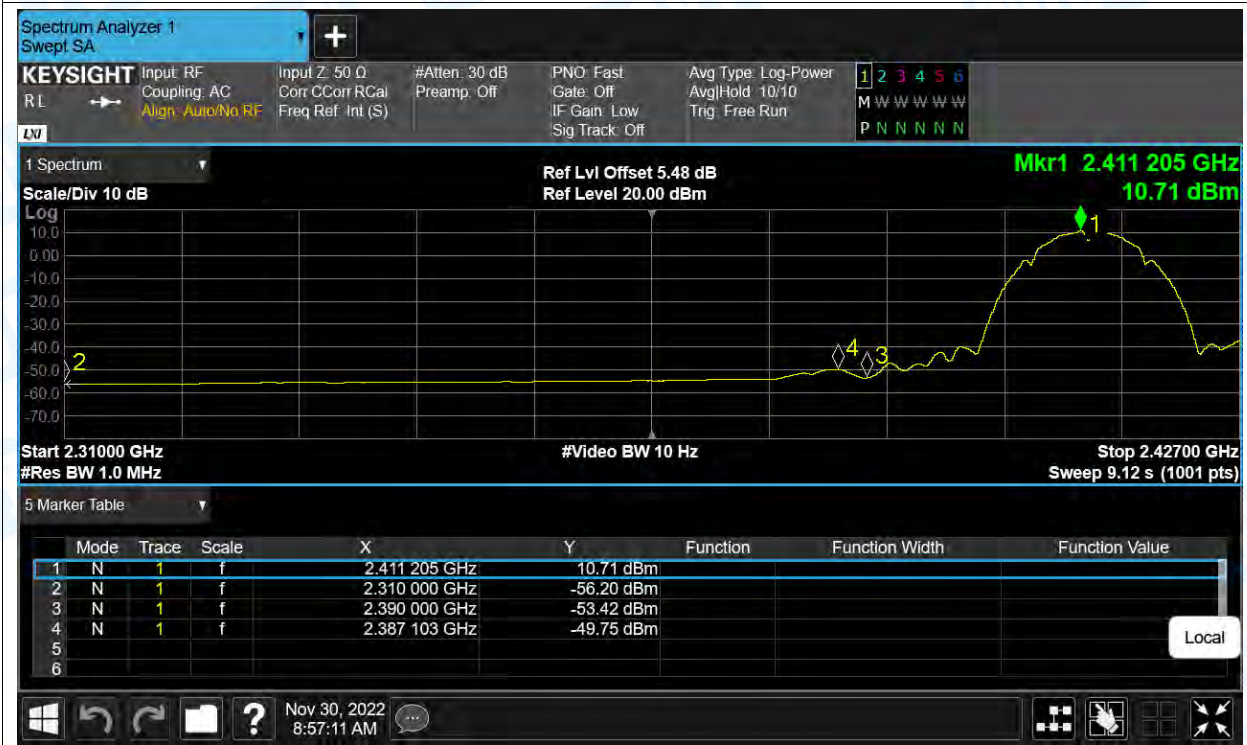 Spectrum Analyzer 1
Swept SA
+
KEYSIGHT Input: RF Input Z: 50 Ω #Atten: 30 dB PNO: Fast Avg Type: Log-Power 1 2 3 4 5 6
RL Coupling: AC Corr CCorr RCal Preamp: Off Gate: Off Avg|Hold: 10/10 M W W W W W
Align: Auto/No RF Freq Ref: Int (S) IF Gain: Low Trig: Free Run
LXI Sig Track: Off P N N N N N
1 Spectrum Ref Lvl Offset 5.48 dB Mkr1 2.411 205 GHz
Scale/Div 10 dB Ref Level 20.00 dBm 10.71 dBm
Log
10.0 1
0.00
-10.0
-20.0
-30.0
-40.0 4 3
-50.0 2
-60.0
-70.0
Start 2.31000 GHz #Video BW 10 Hz Stop 2.42700 GHz
#Res BW 1.0 MHz Sweep 9.12 s (1001 pts)
5 Marker Table
Mode Trace Scale X Y Function Function Width Function Value
1 N 1 f 2.411 205 GHz 10.71 dBm
2 N 1 f 2.310 000 GHz -56.20 dBm
3 N 1 f 2.390 000 GHz -53.42 dBm
4 N 1 f 2.387 103 GHz -49.75 dBm
5
6
Local
? Nov 30, 2022
8:57:11 AM